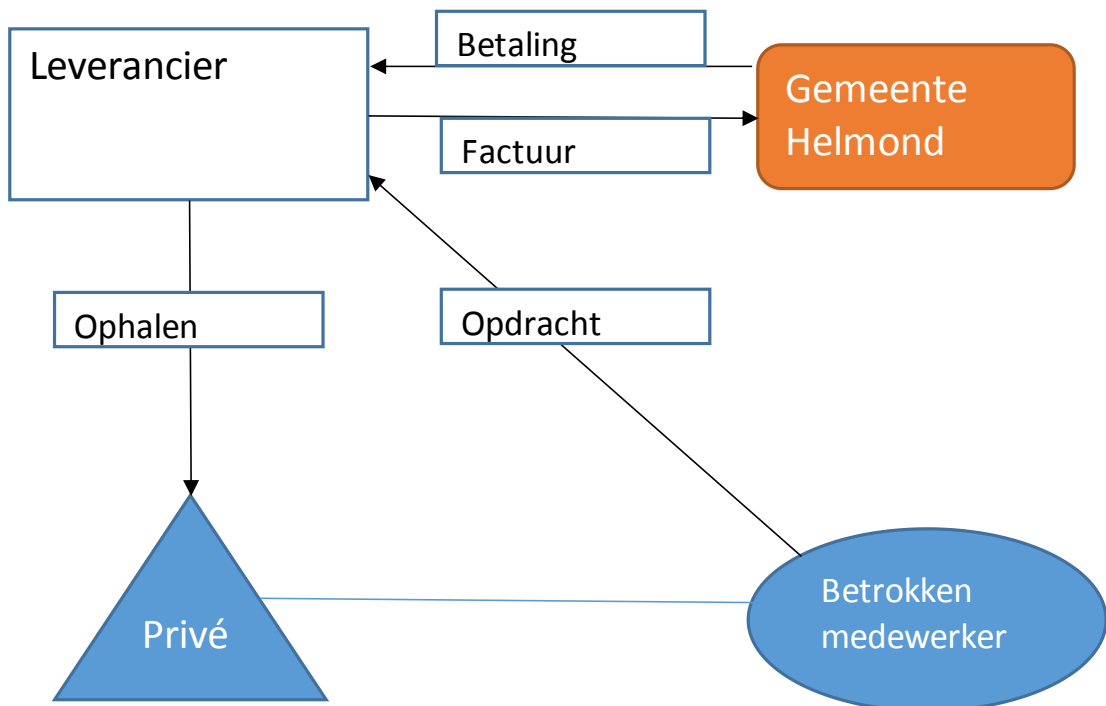 Betaling
Leverancier
Gemeente
Helmond
Factuur
Ophalen
Opdracht
Privé
Betrokken
medewerker